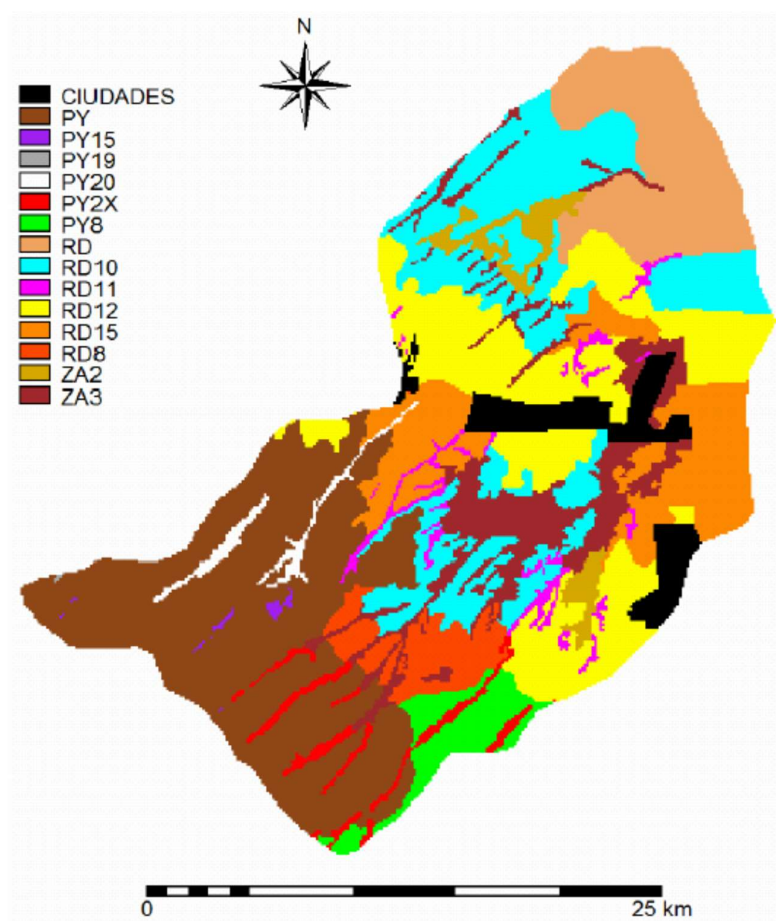 N
CIUDADES
PY
PY15
PY19
PY20
PY2X
PY8
RD
RD10
RD11
RD12
RD15
RD8
ZA2
ZA3
0 25 km